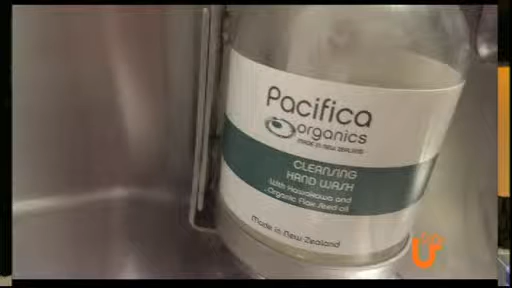 Pacifica
organics
MADE IN NEW ZEALAND
CLEANSING
HAND WASH
With Kawakawa and
Organic Flax Seed oil
Made in New Zealand